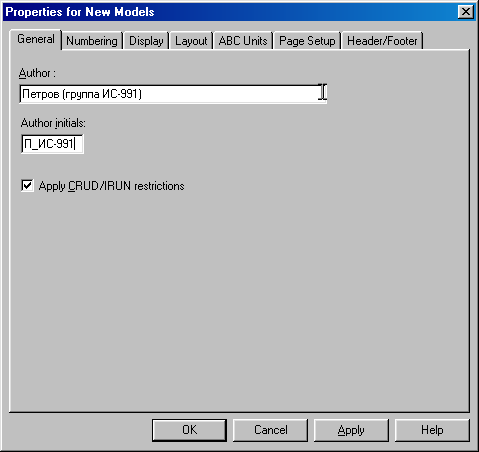 Properties for New Models
General Numbering Display Layout ABC Units Page Setup Header/Footer
Author :
Петров (группа ИС-991)
Author initials:
П_ИС-991
Apply CRUD/IRUN restrictions
OK Cancel Apply Help